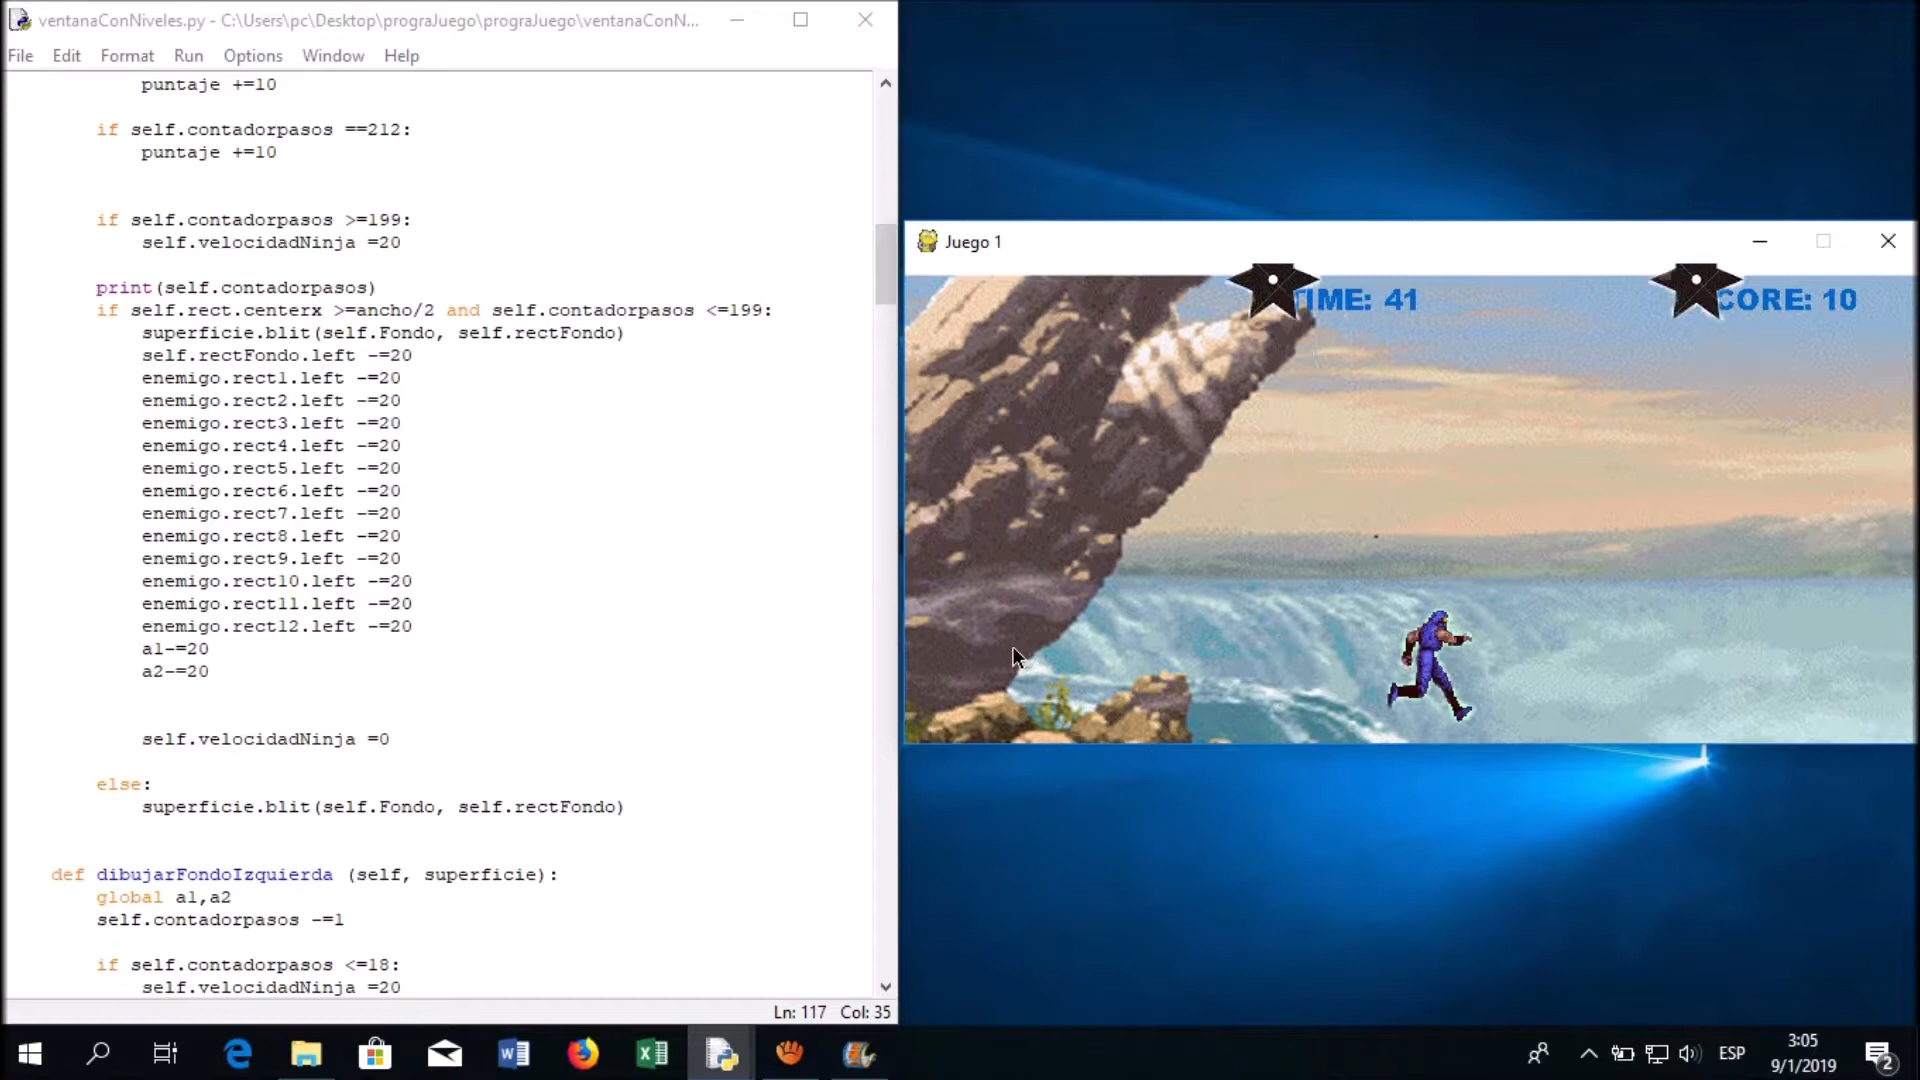 ventanaConNiveles.py - C:\Users\pc\Desktop\prograJuego\prograJuego\ventanaConN...
File Edit Format Run Options Window Help
puntaje +=10
if self.contadorpasos ==212:
puntaje +=10
if self.contadorpasos >=199:
self.velocidadNinja =20
print(self.contadorpasos)
if self.rect.centerx >=ancho/2 and self.contadorpasos <=199:
superficie.blit(self.Fondo, self.rectFondo)
self.rectFondo.left -=20
enemigo.rect1.left -=20
enemigo.rect2.left -=20
enemigo.rect3.left -=20
enemigo.rect4.left -=20
enemigo.rect5.left -=20
enemigo.rect6.left -=20
enemigo.rect7.left -=20
enemigo.rect8.left -=20
enemigo.rect9.left -=20
enemigo.rect10.left -=20
enemigo.rect11.left -=20
enemigo.rect12.left -=20
a1-=20
a2-=20
self.velocidadNinja =0
else:
superficie.blit(self.Fondo, self.rectFondo)
def dibujarFondoIzquierda (self, superficie):
global a1,a2
self.contadorpasos -=1
if self.contadorpasos <=18:
self.velocidadNinja =20
Ln: 117 Col: 35
Juego 1
TIME: 41
CORE: 10
ESP
3:05
9/1/2019
2